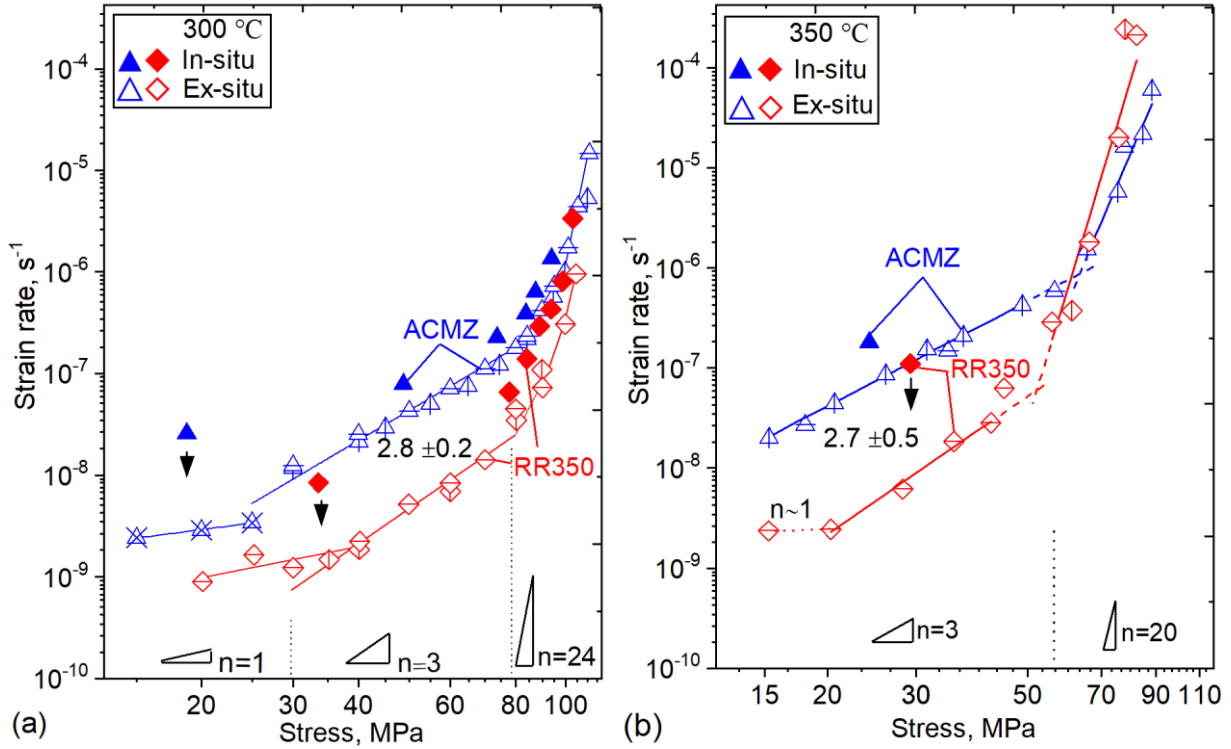 300 °C
In-situ
Ex-situ
10⁻⁴
10⁻⁵
10⁻⁶
10⁻⁷
10⁻⁸
10⁻⁹
10⁻¹⁰
Strain rate, s⁻¹
ACMZ
2.8 ±0.2
RR350
n=1
n=3
n=24
20 30 40 50 60 80 100
(a)
Stress, MPa
350 °C
In-situ
Ex-situ
10⁻⁴
10⁻⁵
10⁻⁶
10⁻⁷
10⁻⁸
10⁻⁹
10⁻¹⁰
Strain rate, s⁻¹
ACMZ
RR350
2.7 ±0.5
n~1
n=3
n=20
15 20 30 50 70 90 110
(b)
Stress, MPa